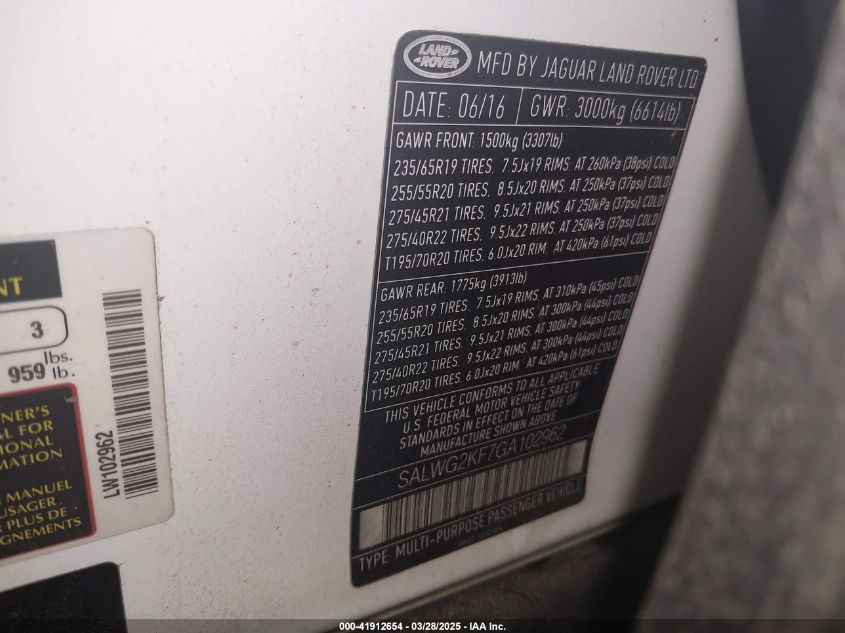 LAND
ROVER
MFD BY JAGUAR LAND ROVER LTD
DATE: 06/16
GWR: 3000kg (6614lb)
GAWR FRONT: 1500kg (3307lb)
235/65R19 TIRES. 7.5Jx19 RIMS. AT 260kPa (38psi) COLD
255/55R20 TIRES. 8.5Jx20 RIMS. AT 250kPa (37psi) COLD
275/45R21 TIRES. 9.5Jx21 RIMS. AT 250kPa (37psi) COLD
275/40R22 TIRES. 9.5Jx22 RIMS. AT 250kPa (37psi) COLD
T195/70R20 TIRES. 6.0Jx20 RIM. AT 420kPa (61psi) COLD
GAWR REAR: 1775kg (3913lb)
235/65R19 TIRES. 7.5Jx19 RIMS. AT 310kPa (45psi) COLD
255/55R20 TIRES. 8.5Jx20 RIMS. AT 300kPa (44psi) COLD
275/45R21 TIRES. 9.5Jx21 RIMS. AT 300kPa (44psi) COLD
275/40R22 TIRES. 9.5Jx22 RIMS. AT 300kPa (44psi) COLD
T195/70R20 TIRES. 6.0Jx20 RIM. AT 420kPa (61psi) COLD
THIS VEHICLE CONFORMS TO ALL APPLICABLE
U.S. FEDERAL MOTOR VEHICLE SAFETY
STANDARDS IN EFFECT ON THE DATE OF
MANUFACTURE SHOWN ABOVE
SALWG2KF7GA102962
TYPE: MULTI-PURPOSE PASSENGER VEHICLE
NT
3
lbs.
959 lb.
NER'S
AL FOR
TIONAL
MATION
MANUEL
USAGER.
PLUS DE
GNEMENTS
LW102962
000-41912654 / 03/28/2025 - IAA Inc.